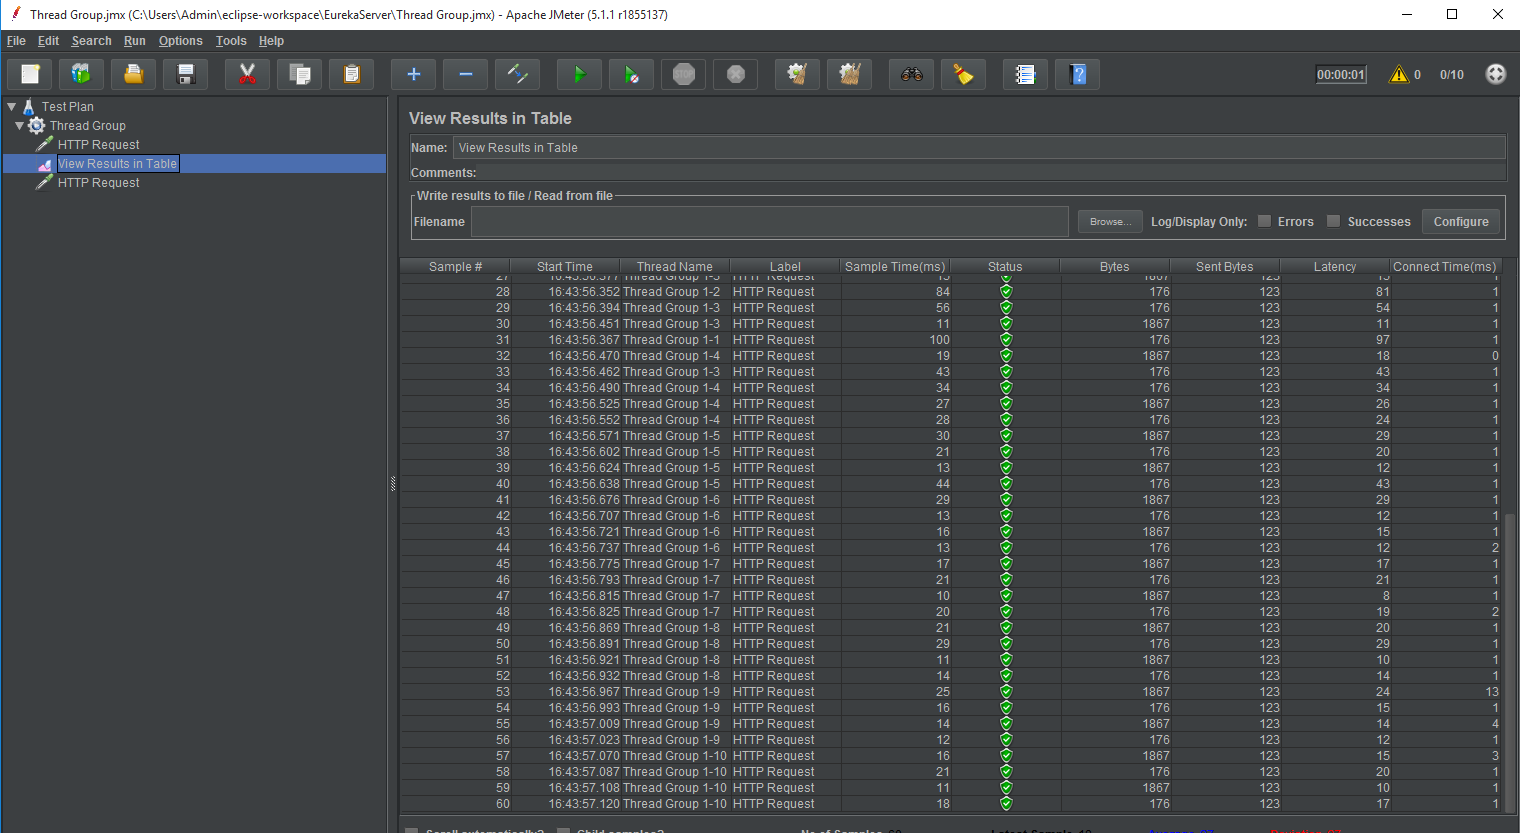 Thread Group.jmx (C:\Users\Admin\eclipse-workspace\EurekaServer\Thread Group.jmx) - Apache JMeter (5.1.1 r1855137)
File Edit Search Run Options Tools Help
STOP 00:00:01 0 0/10
Test Plan
Thread Group
HTTP Request
View Results in Table
HTTP Request
View Results in Table
Name: View Results in Table
Comments:
Write results to file / Read from file
Filename Browse... Log/Display Only: Errors Successes Configure
Sample # Start Time Thread Name Label Sample Time(ms) Status Bytes Sent Bytes Latency Connect Time(ms)
27 16:43:56.377 Thread Group 1-3 HTTP Request 15 1867 123 15 1
28 16:43:56.352 Thread Group 1-2 HTTP Request 84 176 123 81 1
29 16:43:56.394 Thread Group 1-3 HTTP Request 56 176 123 54 1
30 16:43:56.451 Thread Group 1-3 HTTP Request 11 1867 123 11 1
31 16:43:56.367 Thread Group 1-1 HTTP Request 100 176 123 97 1
32 16:43:56.470 Thread Group 1-4 HTTP Request 19 1867 123 18 0
33 16:43:56.462 Thread Group 1-3 HTTP Request 43 176 123 43 1
34 16:43:56.490 Thread Group 1-4 HTTP Request 34 176 123 34 1
35 16:43:56.525 Thread Group 1-4 HTTP Request 27 1867 123 26 1
36 16:43:56.552 Thread Group 1-4 HTTP Request 28 176 123 24 1
37 16:43:56.571 Thread Group 1-5 HTTP Request 30 1867 123 29 1
38 16:43:56.602 Thread Group 1-5 HTTP Request 21 176 123 20 1
39 16:43:56.624 Thread Group 1-5 HTTP Request 13 1867 123 12 1
40 16:43:56.638 Thread Group 1-5 HTTP Request 44 176 123 43 1
41 16:43:56.676 Thread Group 1-6 HTTP Request 29 1867 123 29 1
42 16:43:56.707 Thread Group 1-6 HTTP Request 13 176 123 12 1
43 16:43:56.721 Thread Group 1-6 HTTP Request 16 1867 123 15 1
44 16:43:56.737 Thread Group 1-6 HTTP Request 13 176 123 12 2
45 16:43:56.775 Thread Group 1-7 HTTP Request 17 1867 123 17 1
46 16:43:56.793 Thread Group 1-7 HTTP Request 21 176 123 21 1
47 16:43:56.815 Thread Group 1-7 HTTP Request 10 1867 123 8 1
48 16:43:56.825 Thread Group 1-7 HTTP Request 20 176 123 19 2
49 16:43:56.869 Thread Group 1-8 HTTP Request 21 1867 123 20 1
50 16:43:56.891 Thread Group 1-8 HTTP Request 29 176 123 29 1
51 16:43:56.921 Thread Group 1-8 HTTP Request 11 1867 123 10 1
52 16:43:56.932 Thread Group 1-8 HTTP Request 14 176 123 14 1
53 16:43:56.967 Thread Group 1-9 HTTP Request 25 1867 123 24 13
54 16:43:56.993 Thread Group 1-9 HTTP Request 16 176 123 15 1
55 16:43:57.009 Thread Group 1-9 HTTP Request 14 1867 123 14 4
56 16:43:57.023 Thread Group 1-9 HTTP Request 12 176 123 12 1
57 16:43:57.070 Thread Group 1-10 HTTP Request 16 1867 123 15 3
58 16:43:57.087 Thread Group 1-10 HTTP Request 21 176 123 20 1
59 16:43:57.108 Thread Group 1-10 HTTP Request 11 1867 123 10 1
60 16:43:57.120 Thread Group 1-10 HTTP Request 18 176 123 17 1
Scroll automatically? Child samples? No of Samples 60 Latest Sample 18 Average Deviation